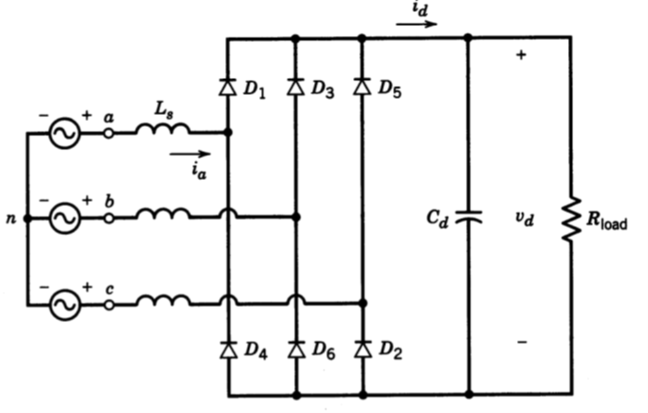 i_d
+
D_1 D_3 D_5
- + a L_s
i_a
- + b
n C_d v_d R_load
- + c
D_4 D_6 D_2
-